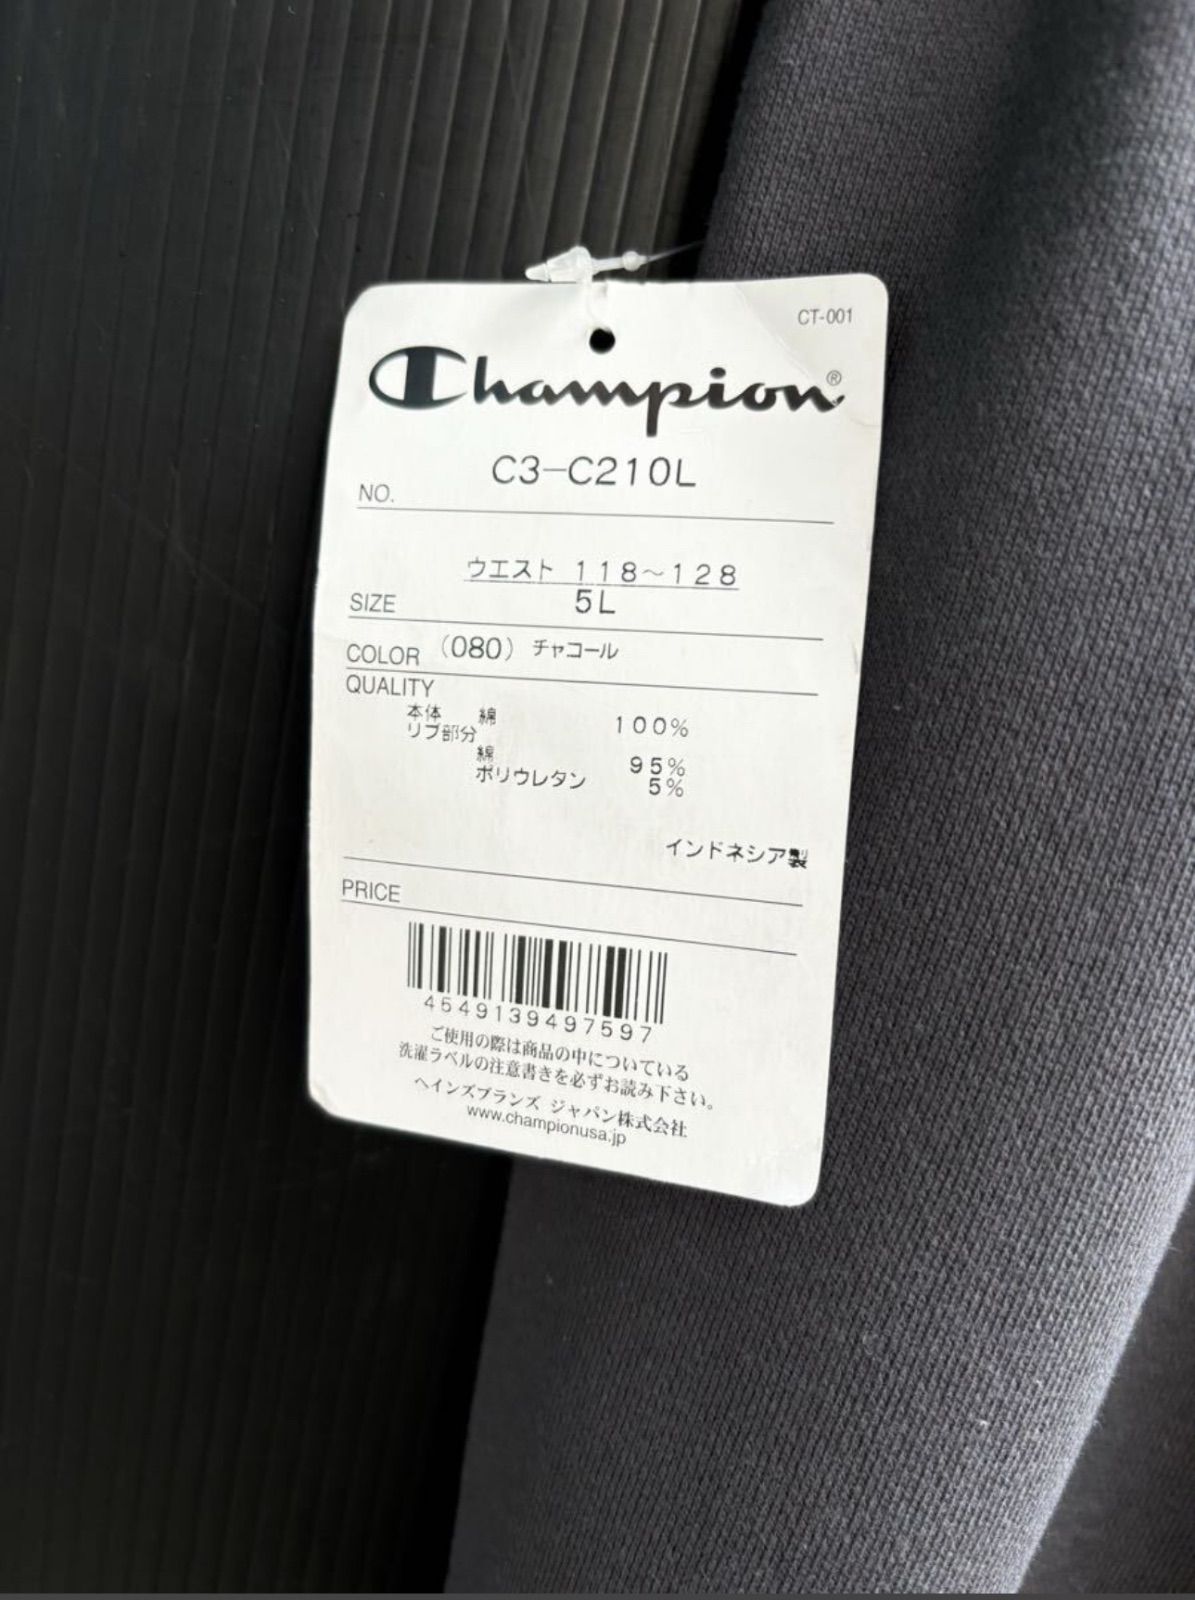 CT-001
Champion®
C3-C210L
NO.
ウエスト 118～128
SIZE 5L
COLOR (080) チャコール
QUALITY
本体 綿 100%
リブ部分
綿 95%
ポリウレタン 5%
インドネシア製
PRICE
4549139497597
ご使用の際は商品の中についている
洗濯ラベルの注意書きを必ずお読み下さい。
ヘインズブランズ ジャパン株式会社
www.championusa.jp